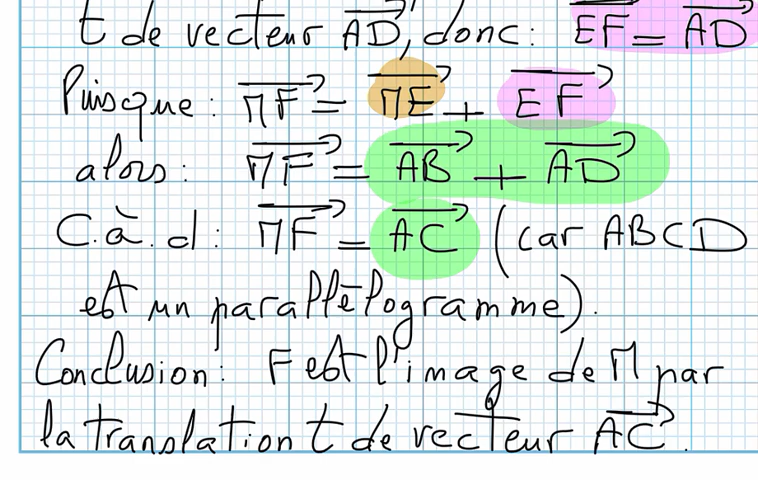 t de vecteur AD⃗, donc : EF⃗ = AD⃗
Puisque : MF⃗ = ME⃗ + EF⃗
alors : MF⃗ = AB⃗ + AD⃗
C.à.d : MF⃗ = AC⃗ (car ABCD
est un parallèlogramme).
Conclusion : F est l'image de M par
la translation t de vecteur AC⃗.